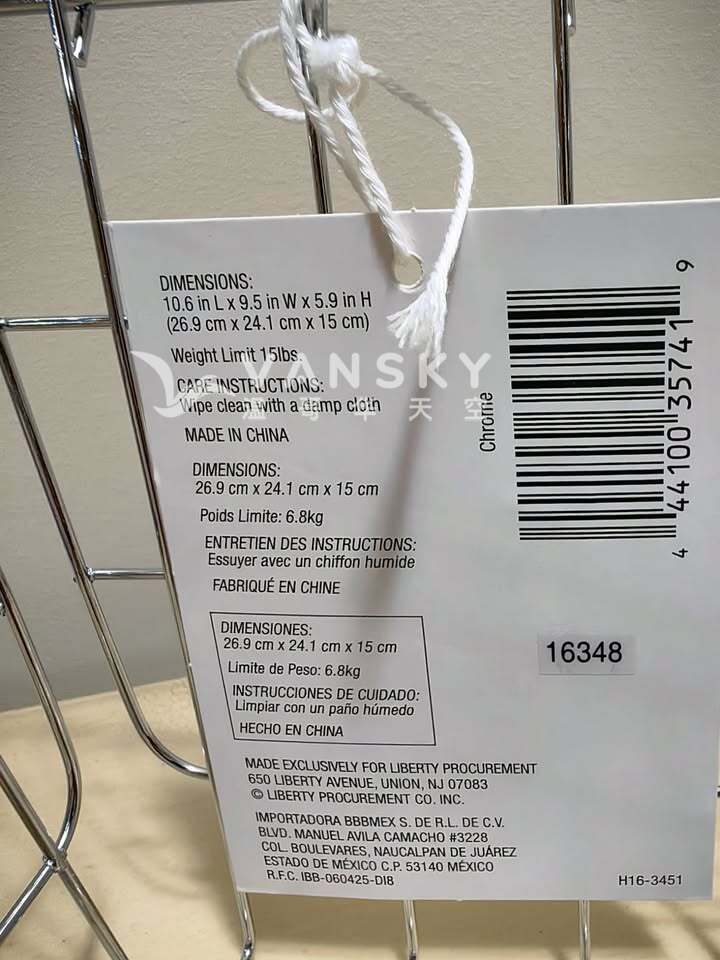 DIMENSIONS:
10.6 in L x 9.5 in W x 5.9 in H
(26.9 cm x 24.1 cm x 15 cm)
Weight Limit 15lbs.
CARE INSTRUCTIONS:
Wipe clean with a damp cloth
MADE IN CHINA
DIMENSIONS:
26.9 cm x 24.1 cm x 15 cm
Poids Limite: 6.8kg
ENTRETIEN DES INSTRUCTIONS:
Essuyer avec un chiffon humide
FABRIQUÉ EN CHINE
DIMENSIONES:
26.9 cm x 24.1 cm x 15 cm
Limite de Peso: 6.8kg
INSTRUCCIONES DE CUIDADO:
Limpiar con un paño húmedo
HECHO EN CHINA
MADE EXCLUSIVELY FOR LIBERTY PROCUREMENT
650 LIBERTY AVENUE, UNION, NJ 07083
© LIBERTY PROCUREMENT CO. INC.
IMPORTADORA BBBMEX S. DE R.L. DE C.V.
BLVD. MANUEL AVILA CAMACHO #3228
COL. BOULEVARES, NAUCALPAN DE JUÁREZ
ESTADO DE MÉXICO C.P. 53140 MÉXICO
R.F.C. IBB-060425-DI8
Chrome
4 44100 35741 9
16348
H16-3451
VANSKY
温哥华天空